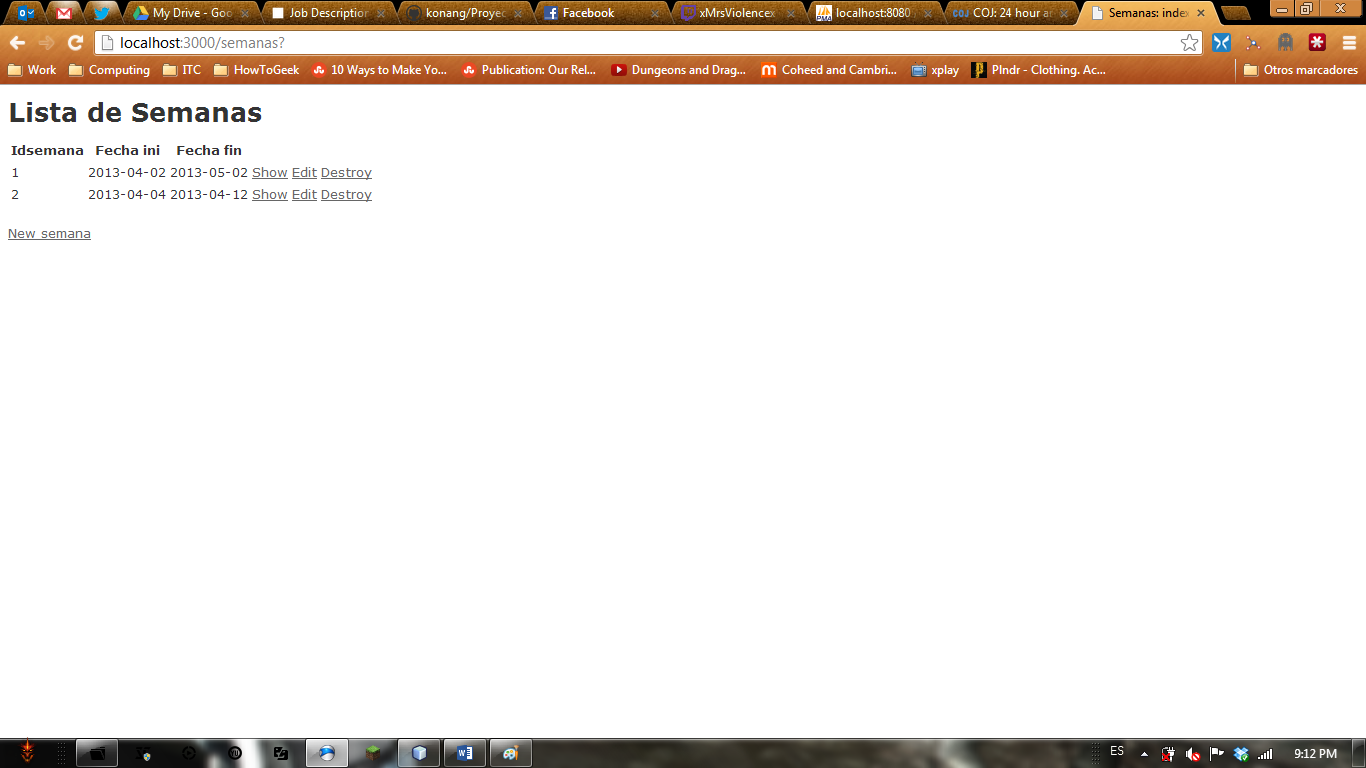 My Drive - Goo
Job Description
konang/Proyec
Facebook
xMrsViolencex
localhost:8080
COJ: 24 hour ar
Semanas: index
localhost:3000/semanas?
Work
Computing
ITC
HowToGeek
10 Ways to Make Yo...
Publication: Our Rel...
Dungeons and Drag...
Coheed and Cambri...
xplay
Plndr - Clothing. Ac...
Otros marcadores
Lista de Semanas
Idsemana Fecha ini Fecha fin
1 2013-04-02 2013-05-02 Show Edit Destroy
2 2013-04-04 2013-04-12 Show Edit Destroy
New semana
ES
9:12 PM